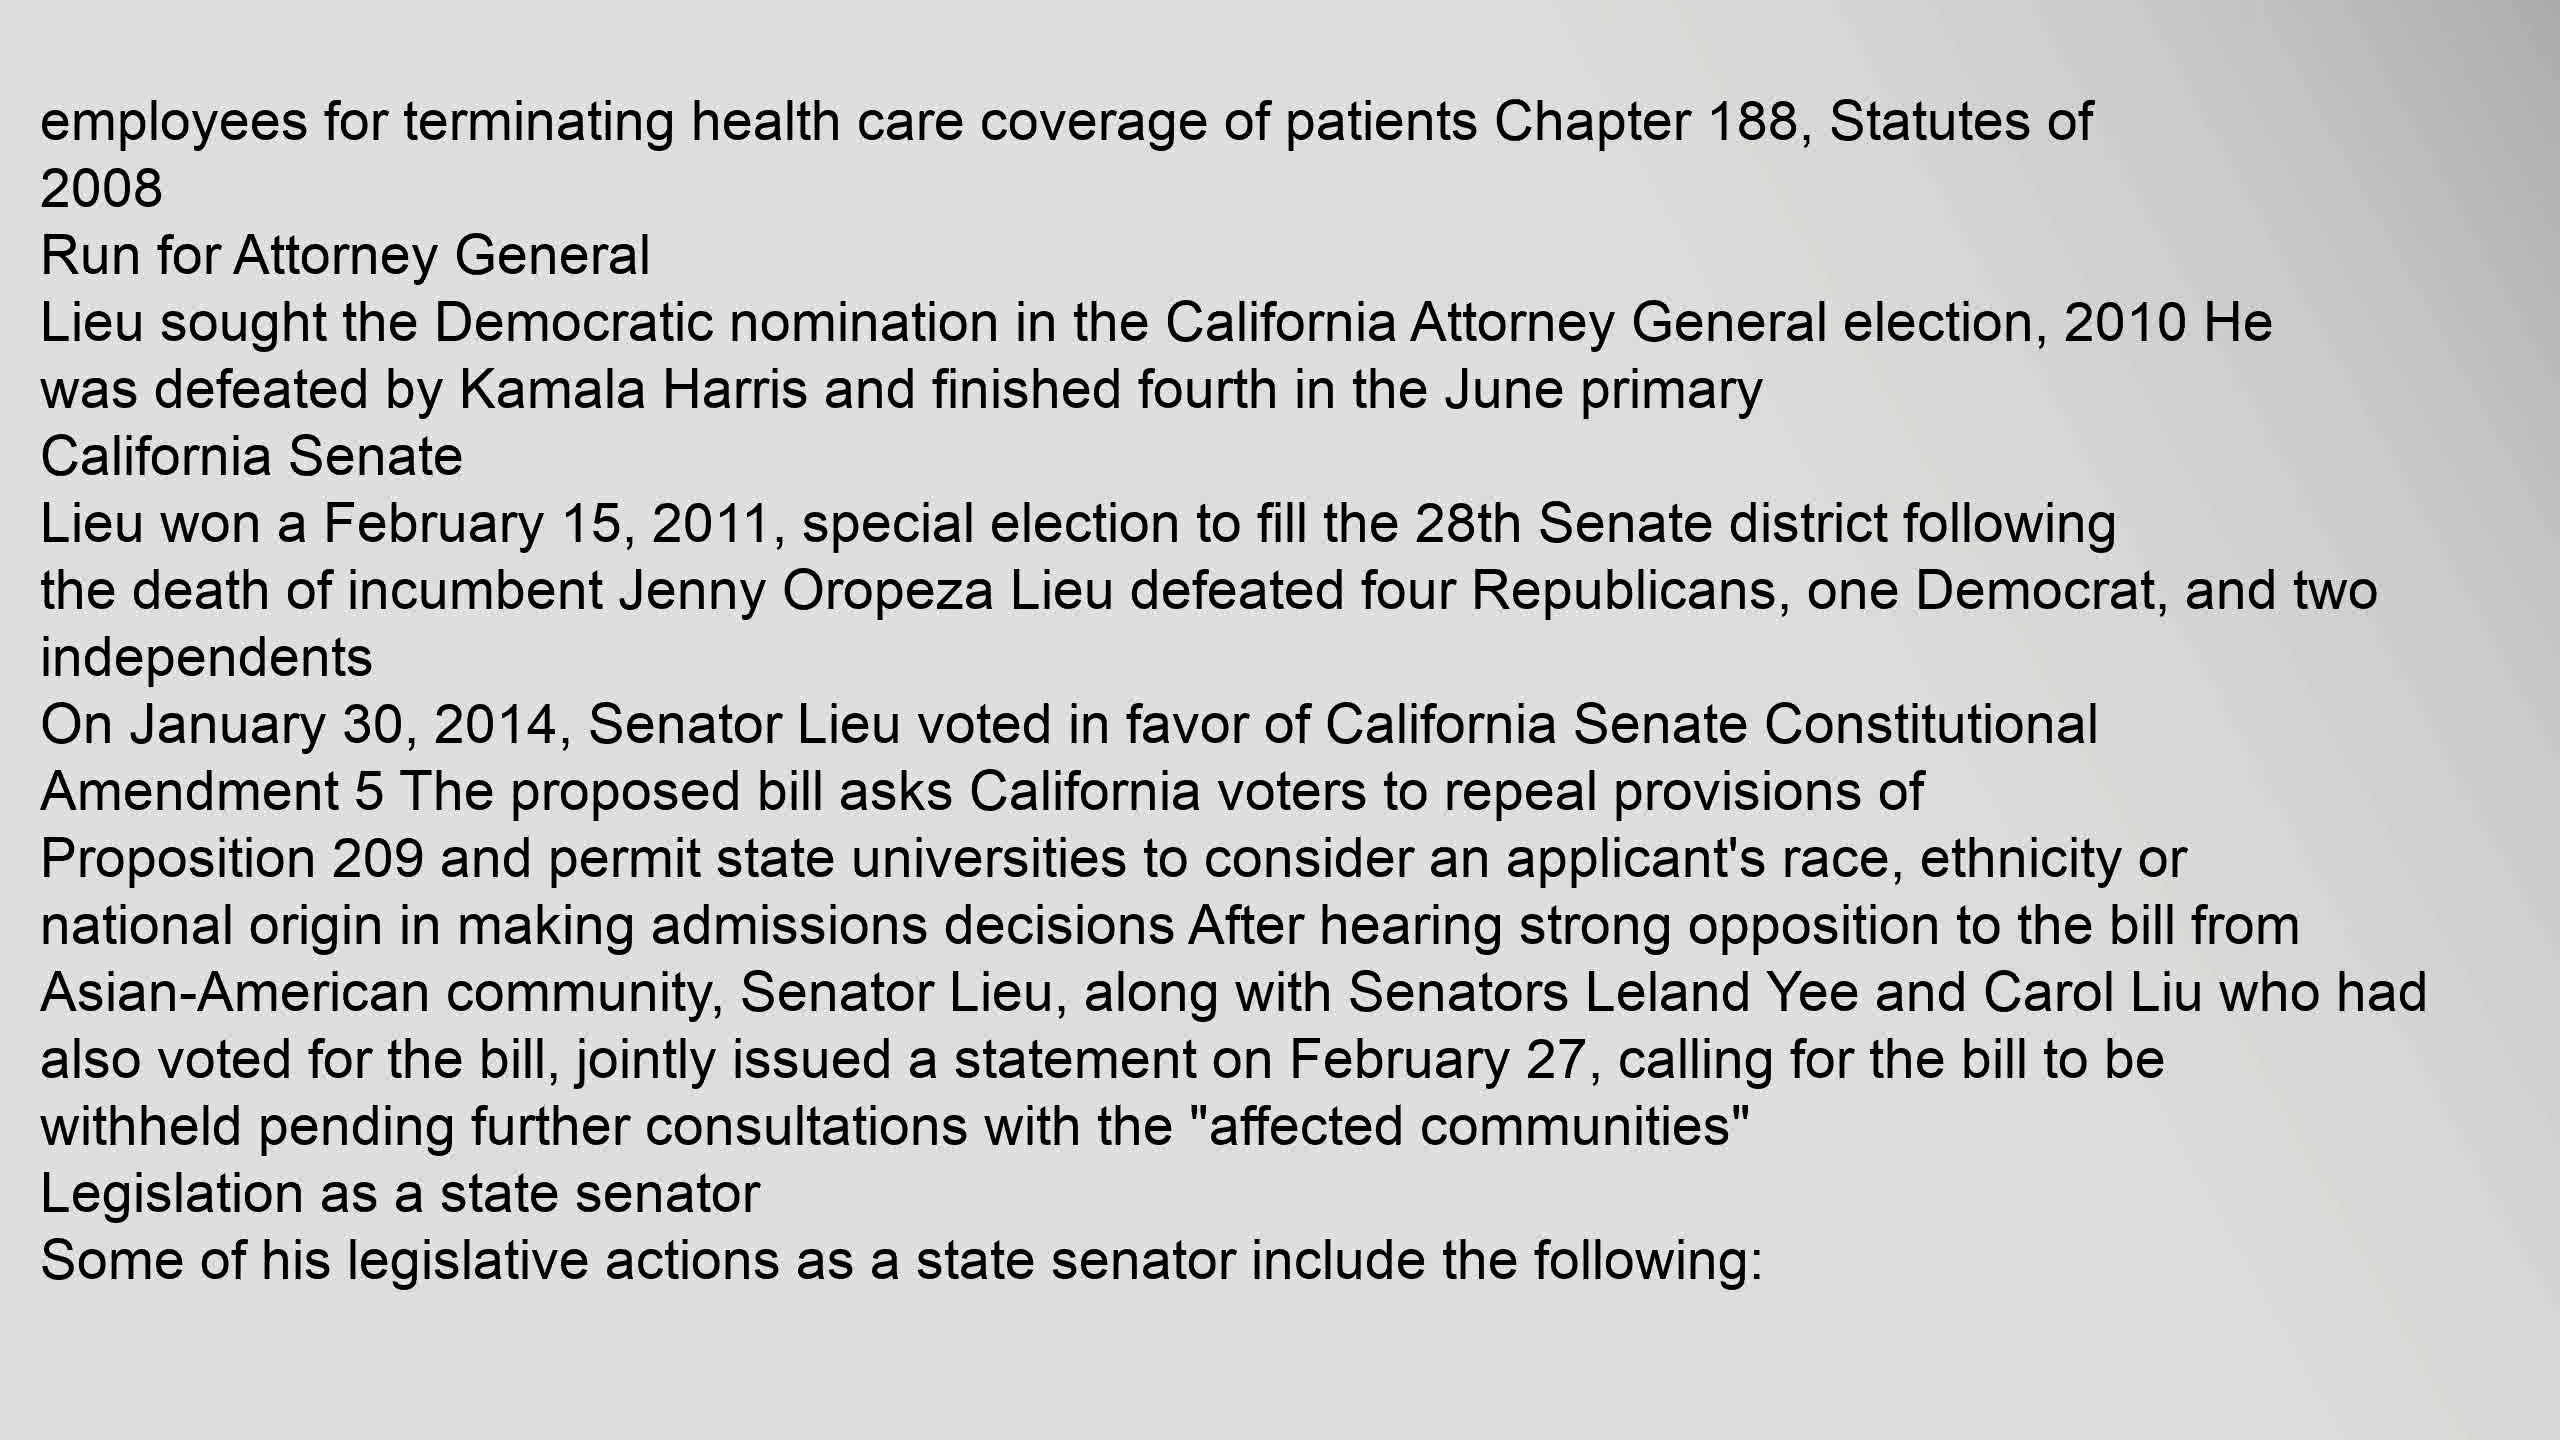 employees for terminating health care coverage of patients Chapter 188, Statutes of
2008
Run for Attorney General
Lieu sought the Democratic nomination in the California Attorney General election, 2010 He
was defeated by Kamala Harris and finished fourth in the June primary
California Senate
Lieu won a February 15, 2011, special election to fill the 28th Senate district following
the death of incumbent Jenny Oropeza Lieu defeated four Republicans, one Democrat, and two
independents
On January 30, 2014, Senator Lieu voted in favor of California Senate Constitutional
Amendment 5 The proposed bill asks California voters to repeal provisions of
Proposition 209 and permit state universities to consider an applicant's race, ethnicity or
national origin in making admissions decisions After hearing strong opposition to the bill from
Asian-American community, Senator Lieu, along with Senators Leland Yee and Carol Liu who had
also voted for the bill, jointly issued a statement on February 27, calling for the bill to be
withheld pending further consultations with the "affected communities"
Legislation as a state senator
Some of his legislative actions as a state senator include the following: